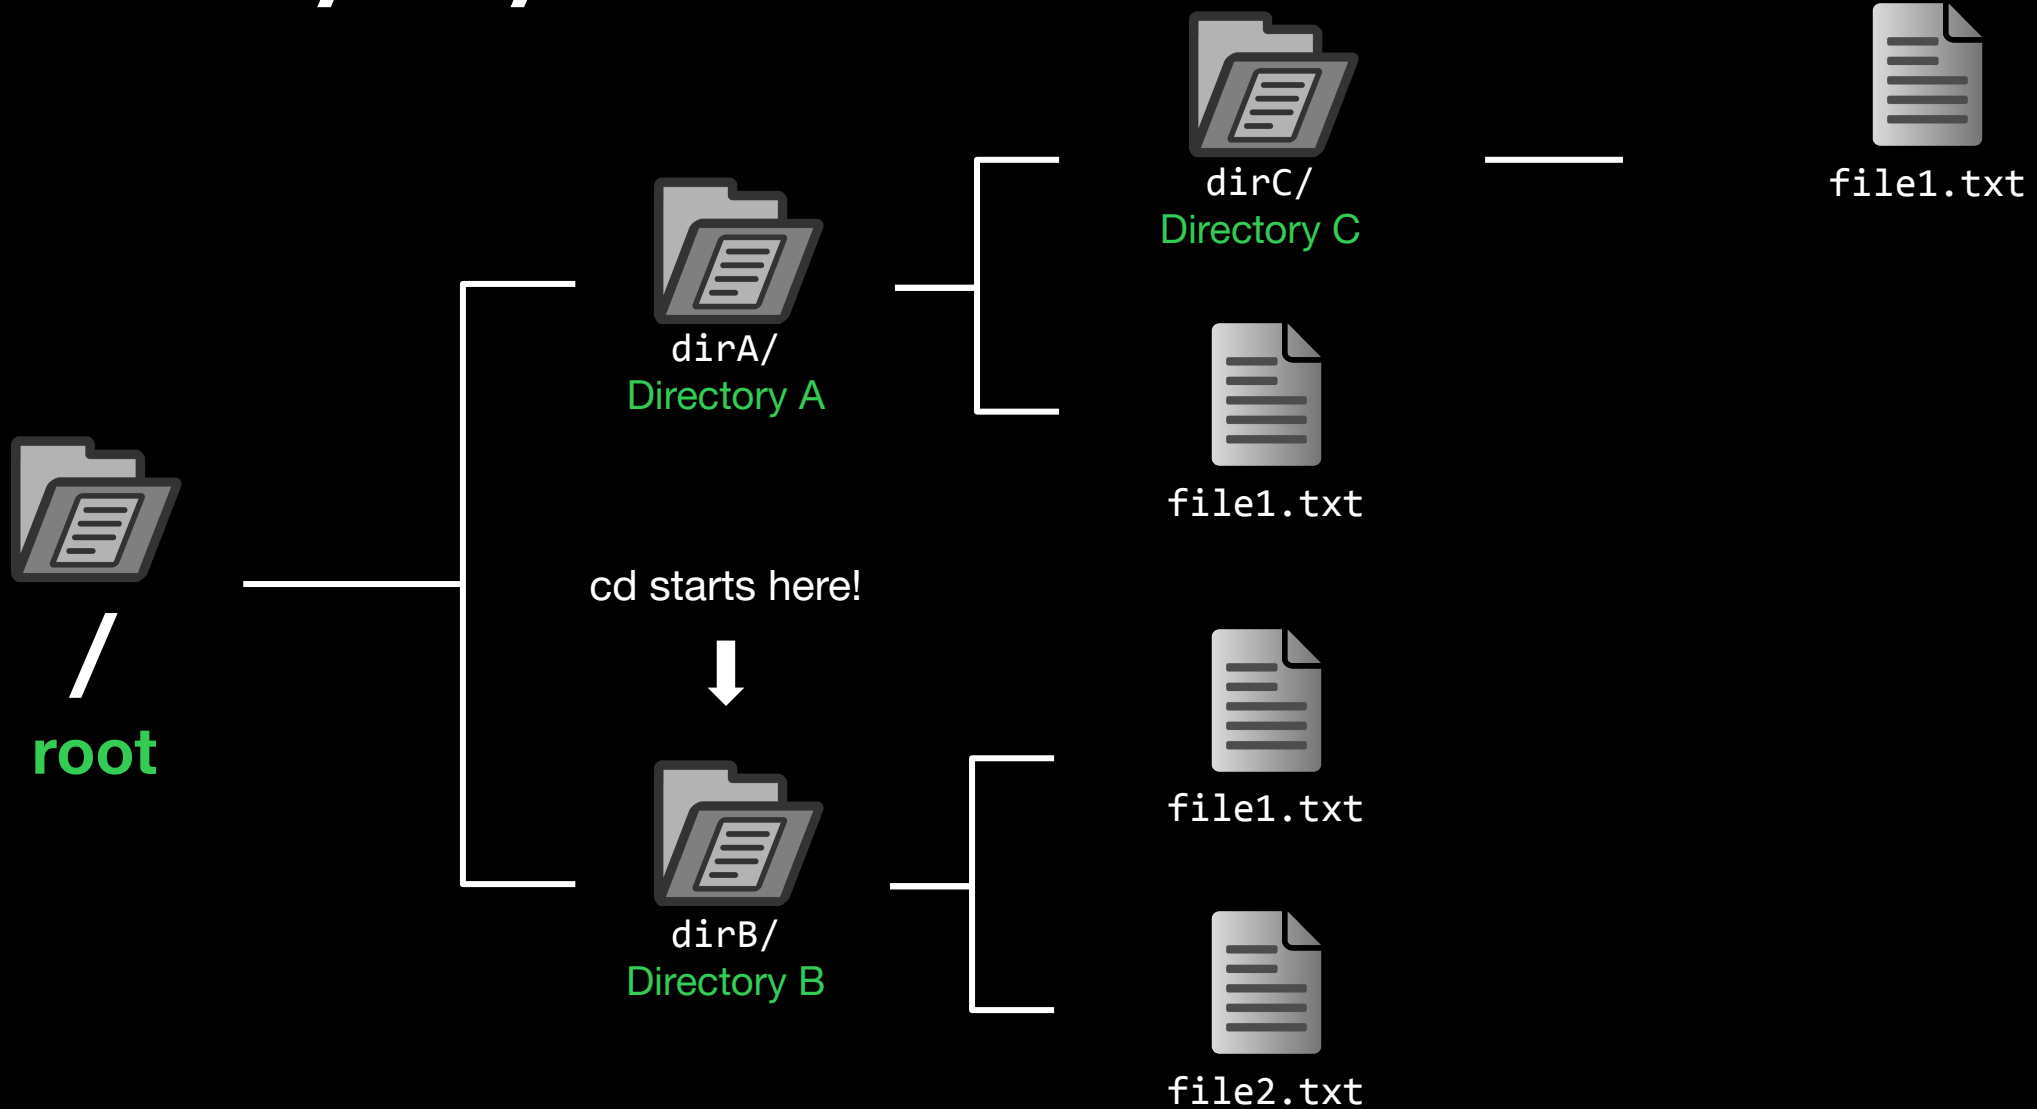 dirC/
Directory C
file1.txt
dirA/
Directory A
file1.txt
/
root
cd starts here!
file1.txt
dirB/
Directory B
file2.txt